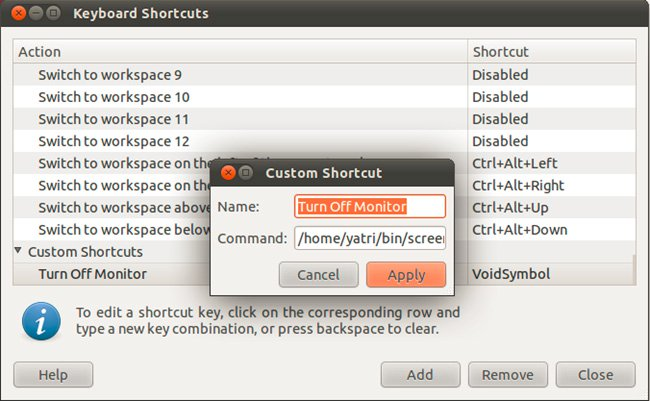 Keyboard Shortcuts
Action Shortcut
Switch to workspace 9 Disabled
Switch to workspace 10 Disabled
Switch to workspace 11 Disabled
Switch to workspace 12 Disabled
Switch to workspace on the Ctrl+Alt+Left
Switch to workspace on the Ctrl+Alt+Right
Switch to workspace above Ctrl+Alt+Up
Switch to workspace below Ctrl+Alt+Down
Custom Shortcuts
Turn Off Monitor VoidSymbol
Custom Shortcut
Name: Turn Off Monitor
Command: /home/yatri/bin/screen
Cancel Apply
To edit a shortcut key, click on the corresponding row and
type a new key combination, or press backspace to clear.
Help Add Remove Close